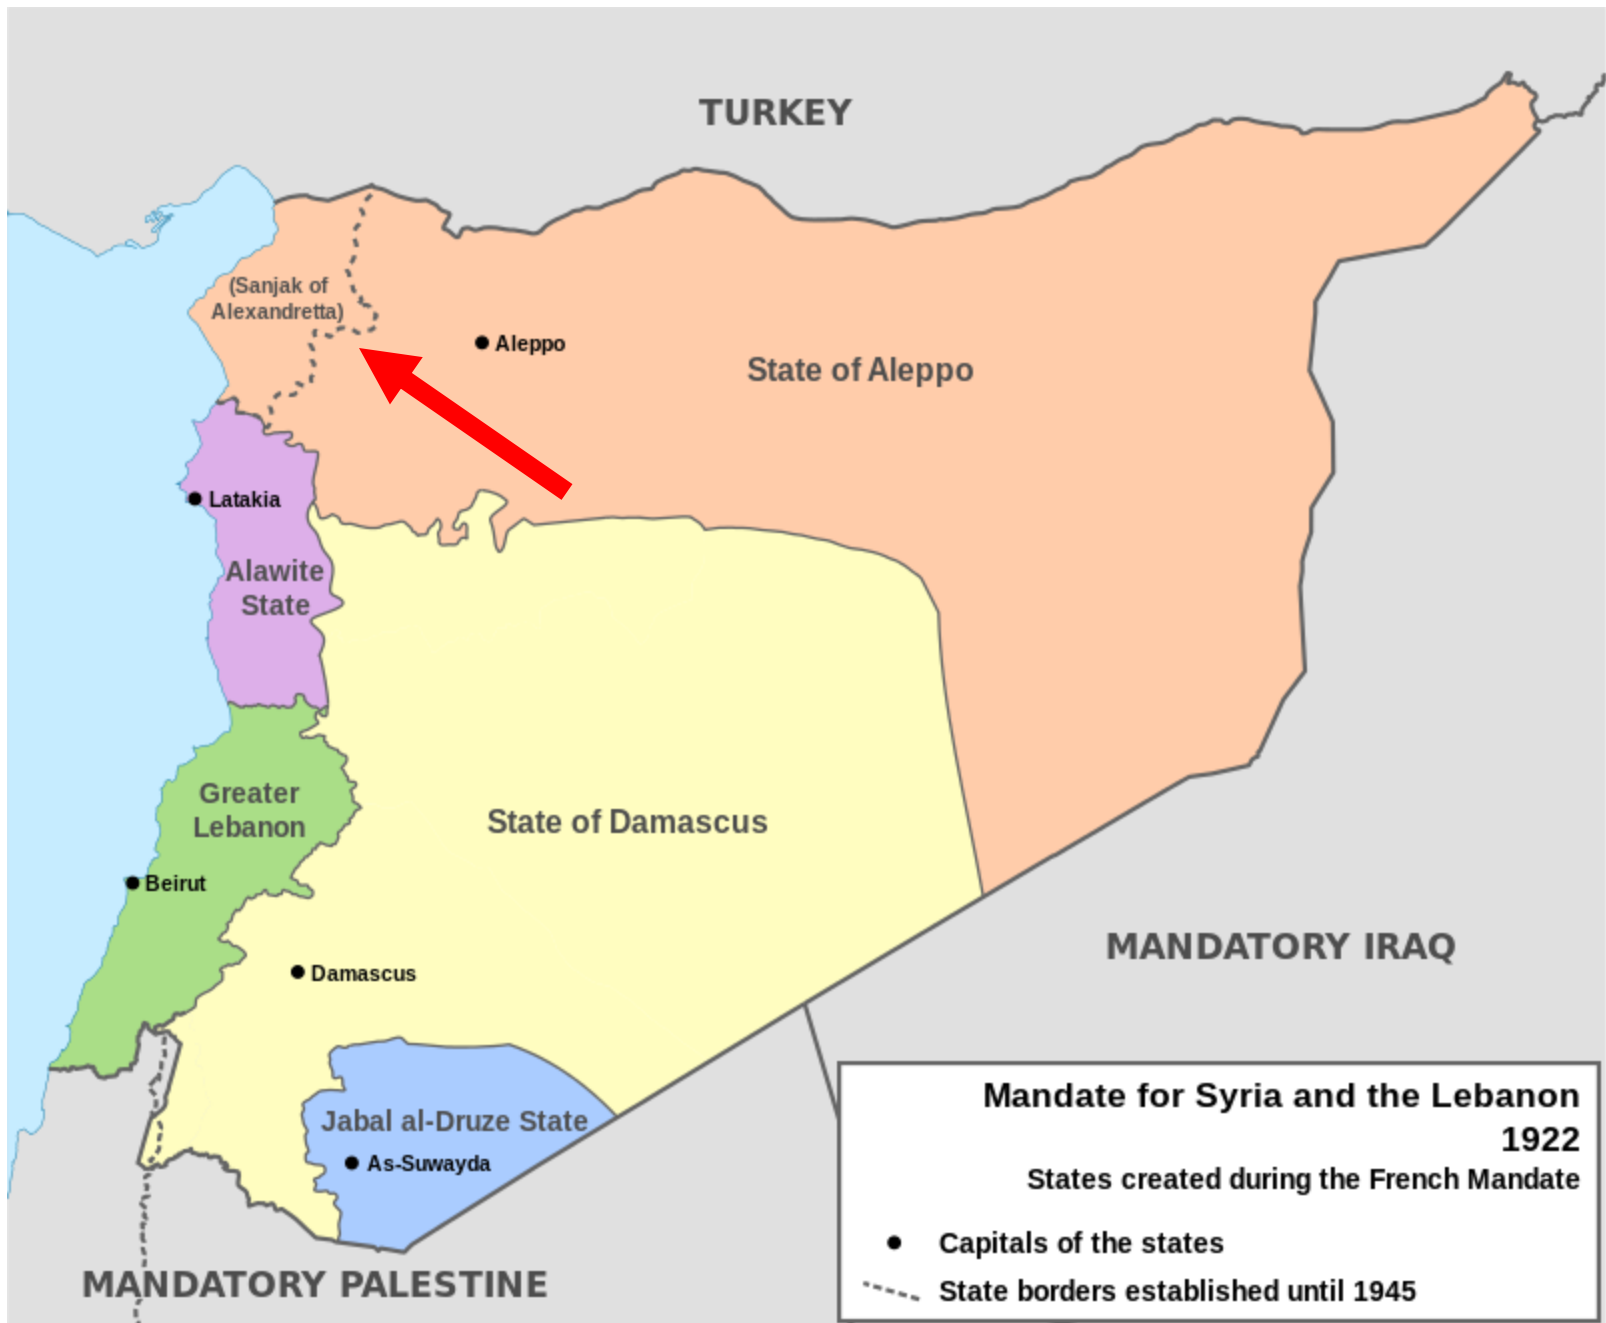 TURKEY
(Sanjak of
Alexandretta)
Aleppo
State of Aleppo
Latakia
Alawite
State
Greater
Lebanon
State of Damascus
Beirut
MANDATORY IRAQ
Damascus
Jabal al-Druze State
As-Suwayda
MANDATORY PALESTINE
Mandate for Syria and the Lebanon
1922
States created during the French Mandate
Capitals of the states
State borders established until 1945